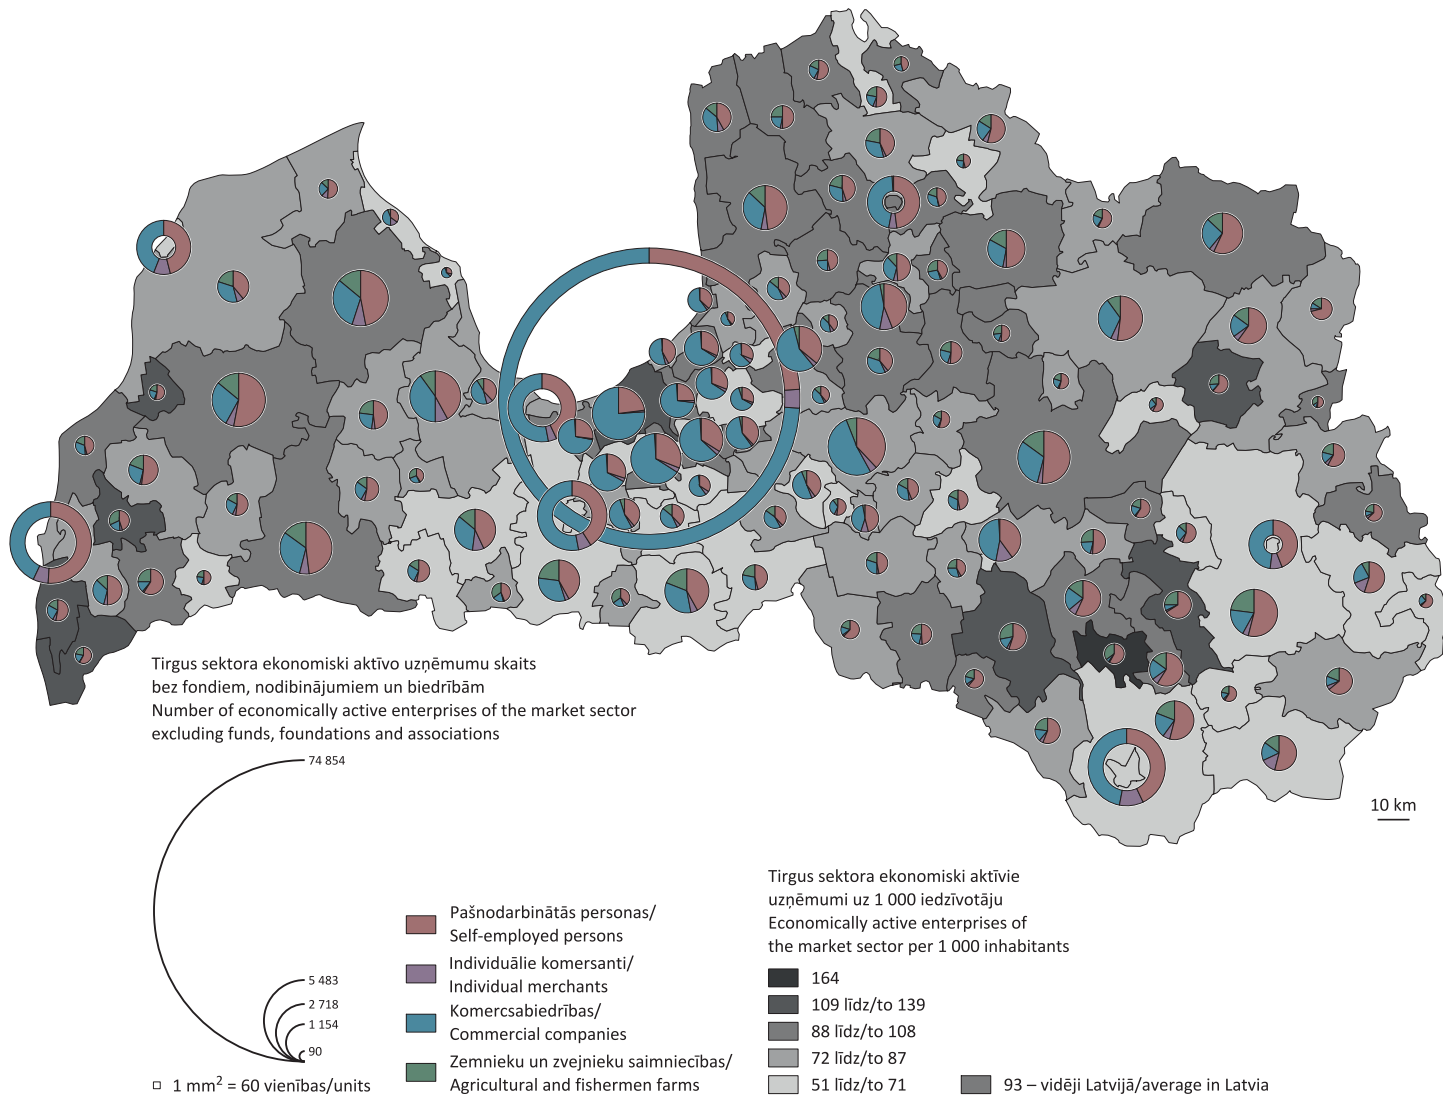 10 km
Tirgus sektora ekonomiski aktīvo uzņēmumu skaits
bez fondiem, nodibinājumiem un biedrībām
Number of economically active enterprises of the market sector
excluding funds, foundations and associations
74 854
5 483
2 718
1 154
90
1 mm² = 60 vienības/units
Pašnodarbinātās personas/
Self-employed persons
Individuālie komersanti/
Individual merchants
Komercsabiedrības/
Commercial companies
Zemnieku un zvejnieku saimniecības/
Agricultural and fishermen farms
Tirgus sektora ekonomiski aktīvie
uzņēmumi uz 1 000 iedzīvotāju
Economically active enterprises of
the market sector per 1 000 inhabitants
164
109 līdz/to 139
88 līdz/to 108
72 līdz/to 87
51 līdz/to 71
93 – vidēji Latvijā/average in Latvia